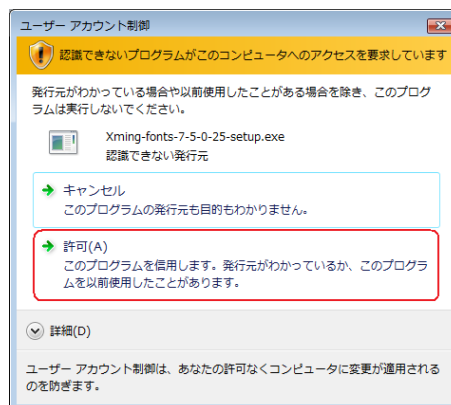 ユーザー アカウント制御
認識できないプログラムがこのコンピュータへのアクセスを要求しています
発行元がわかっている場合や以前使用したことがある場合を除き、このプログ
ラムは実行しないでください。
Xming-fonts-7-5-0-25-setup.exe
認識できない発行元
キャンセル
このプログラムの発行元も目的もわかりません。
許可(A)
このプログラムを信用します。発行元がわかっているか、このプログラ
ムを以前使用したことがあります。
詳細(D)
ユーザー アカウント制御は、あなたの許可なくコンピュータに変更が適用される
のを防ぎます。